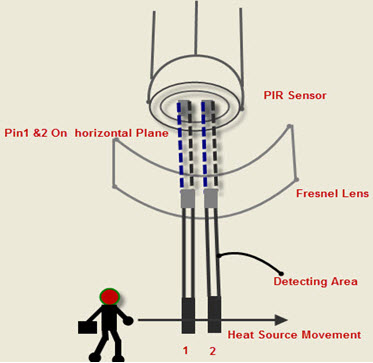 PIR Sensor
Pin1 &2 On  horizontal Plane
Fresnel Lens
Detecting Area
Heat Source Movement
1 2